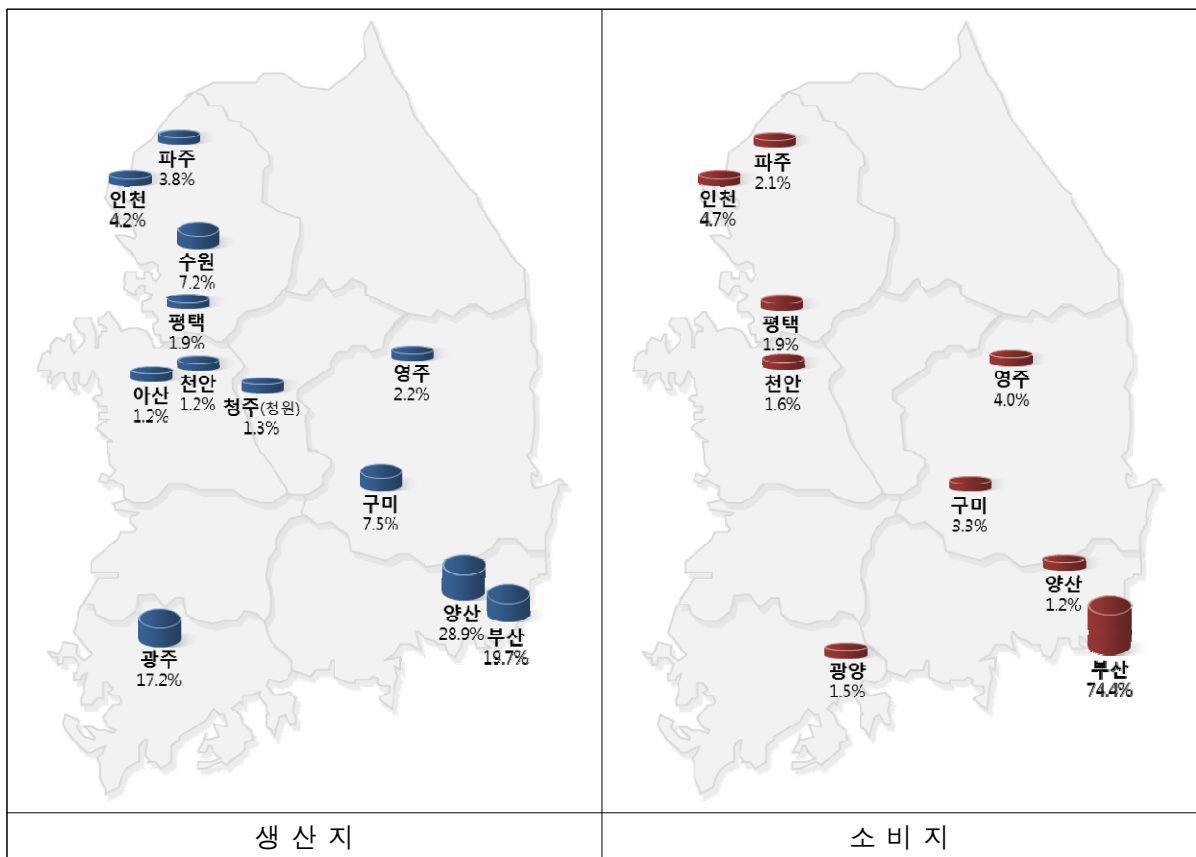 파주
3.8%
인천
4.2%
수원
7.2%
평택
1.9%
천안
1.2%
아산
1.2%
청주(청원)
1.3%
영주
2.2%
구미
7.5%
양산
28.9%
부산
19.7%
광주
17.2%
생 산 지
파주
2.1%
인천
4.7%
평택
1.9%
천안
1.6%
영주
4.0%
구미
3.3%
양산
1.2%
부산
74.4%
광양
1.5%
소 비 지